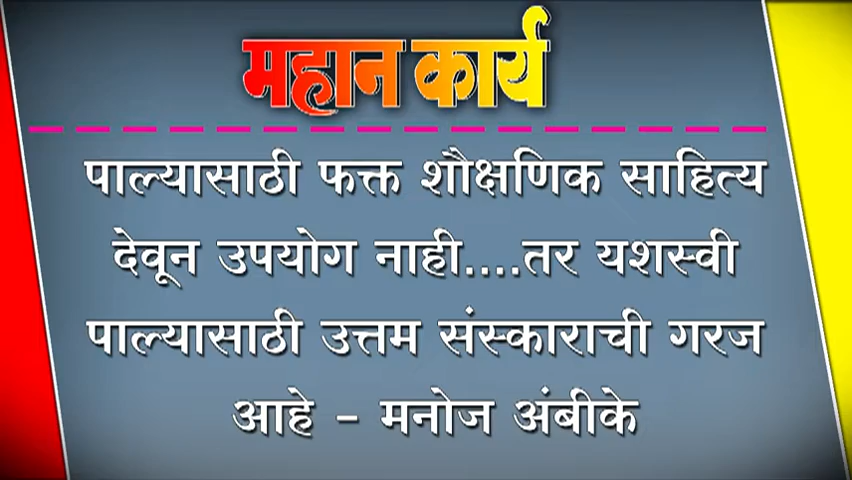 महान कार्य
पाल्यासाठी फक्त शौक्षणिक साहित्य
देवून उपयोग नाही....तर यशस्वी
पाल्यासाठी उत्तम संस्काराची गरज
आहे - मनोज अंबीके